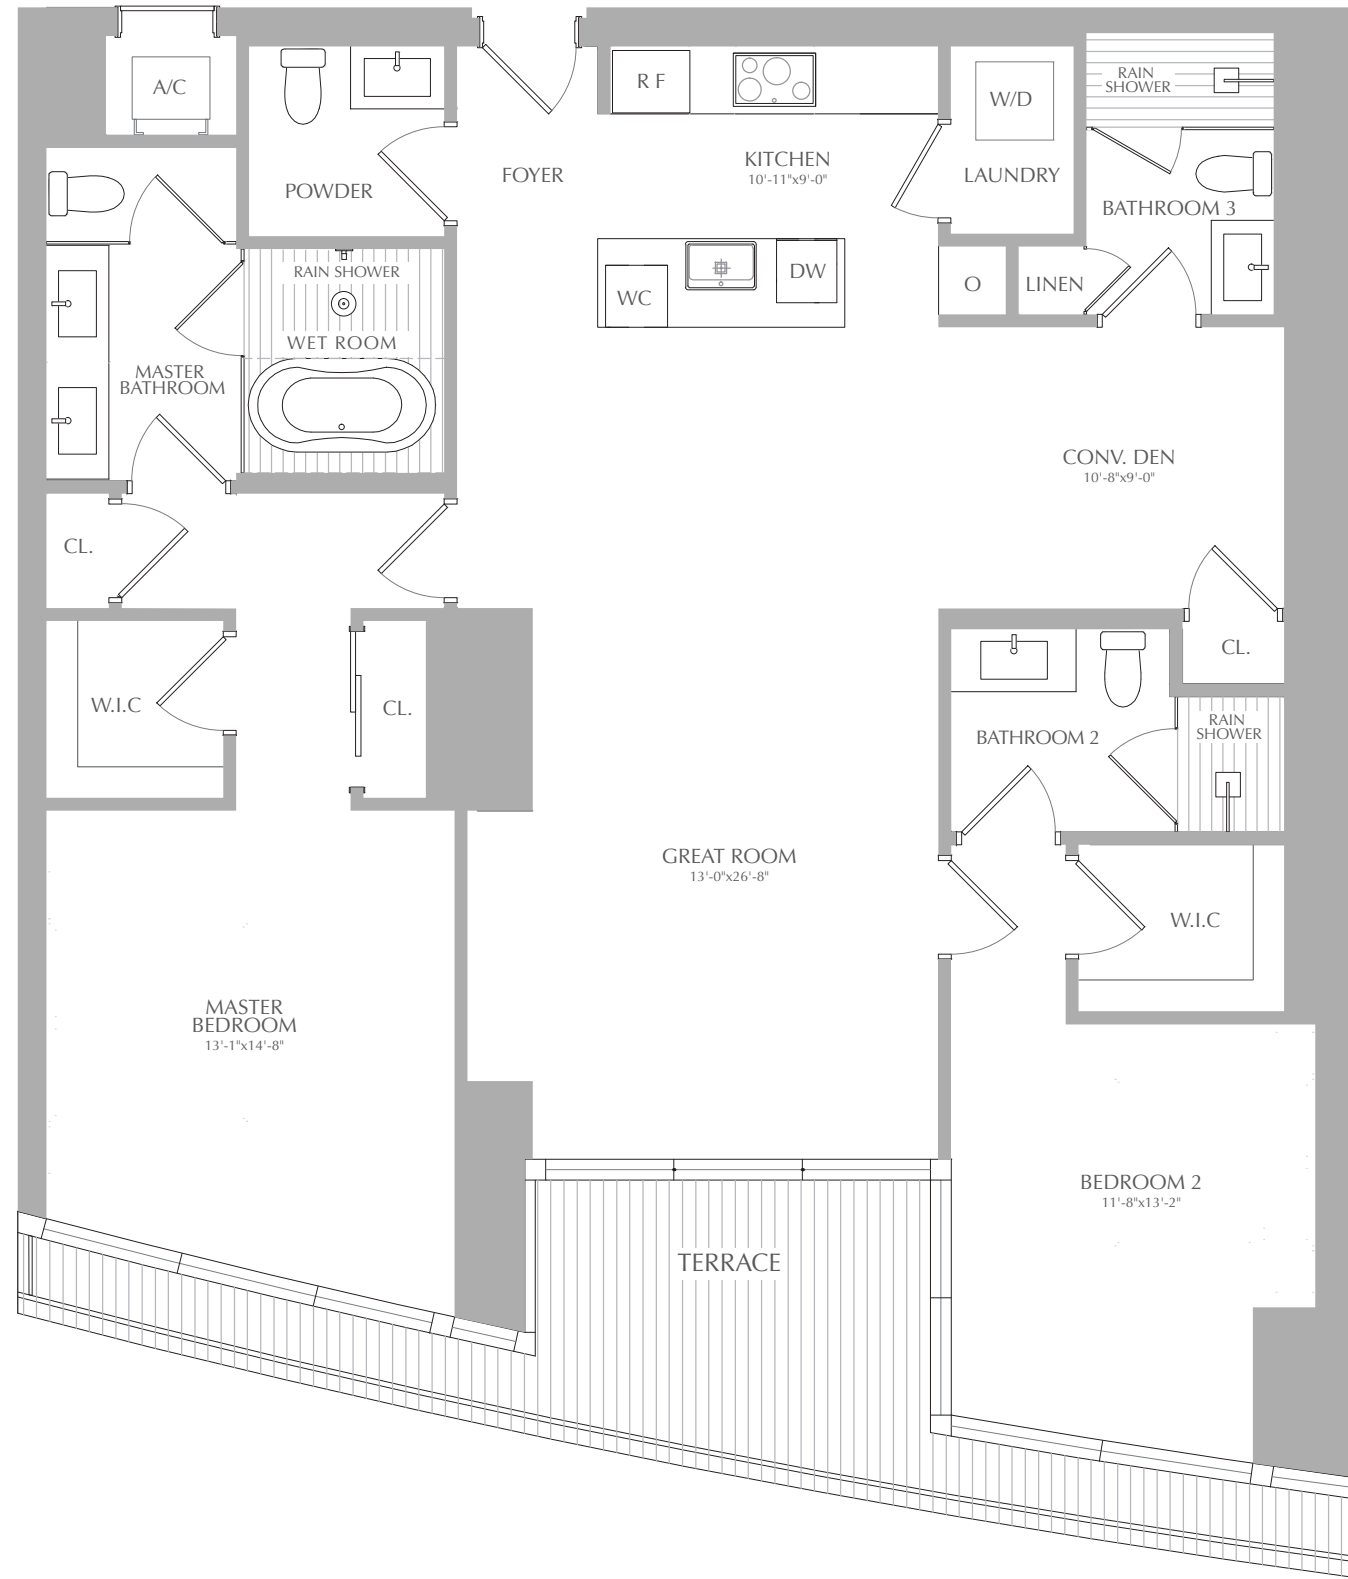 A/C
R F
W/D
RAIN
SHOWER
POWDER
FOYER
KITCHEN
10'-11"x9'-0"
LAUNDRY
BATHROOM 3
RAIN SHOWER
WET ROOM
WC
DW
O
LINEN
MASTER
BATHROOM
CONV. DEN
10'-8"x9'-0"
CL.
W.I.C
CL.
CL.
BATHROOM 2
RAIN
SHOWER
GREAT ROOM
13'-0"x26'-8"
W.I.C
MASTER
BEDROOM
13'-1"x14'-8"
BEDROOM 2
11'-8"x13'-2"
TERRACE